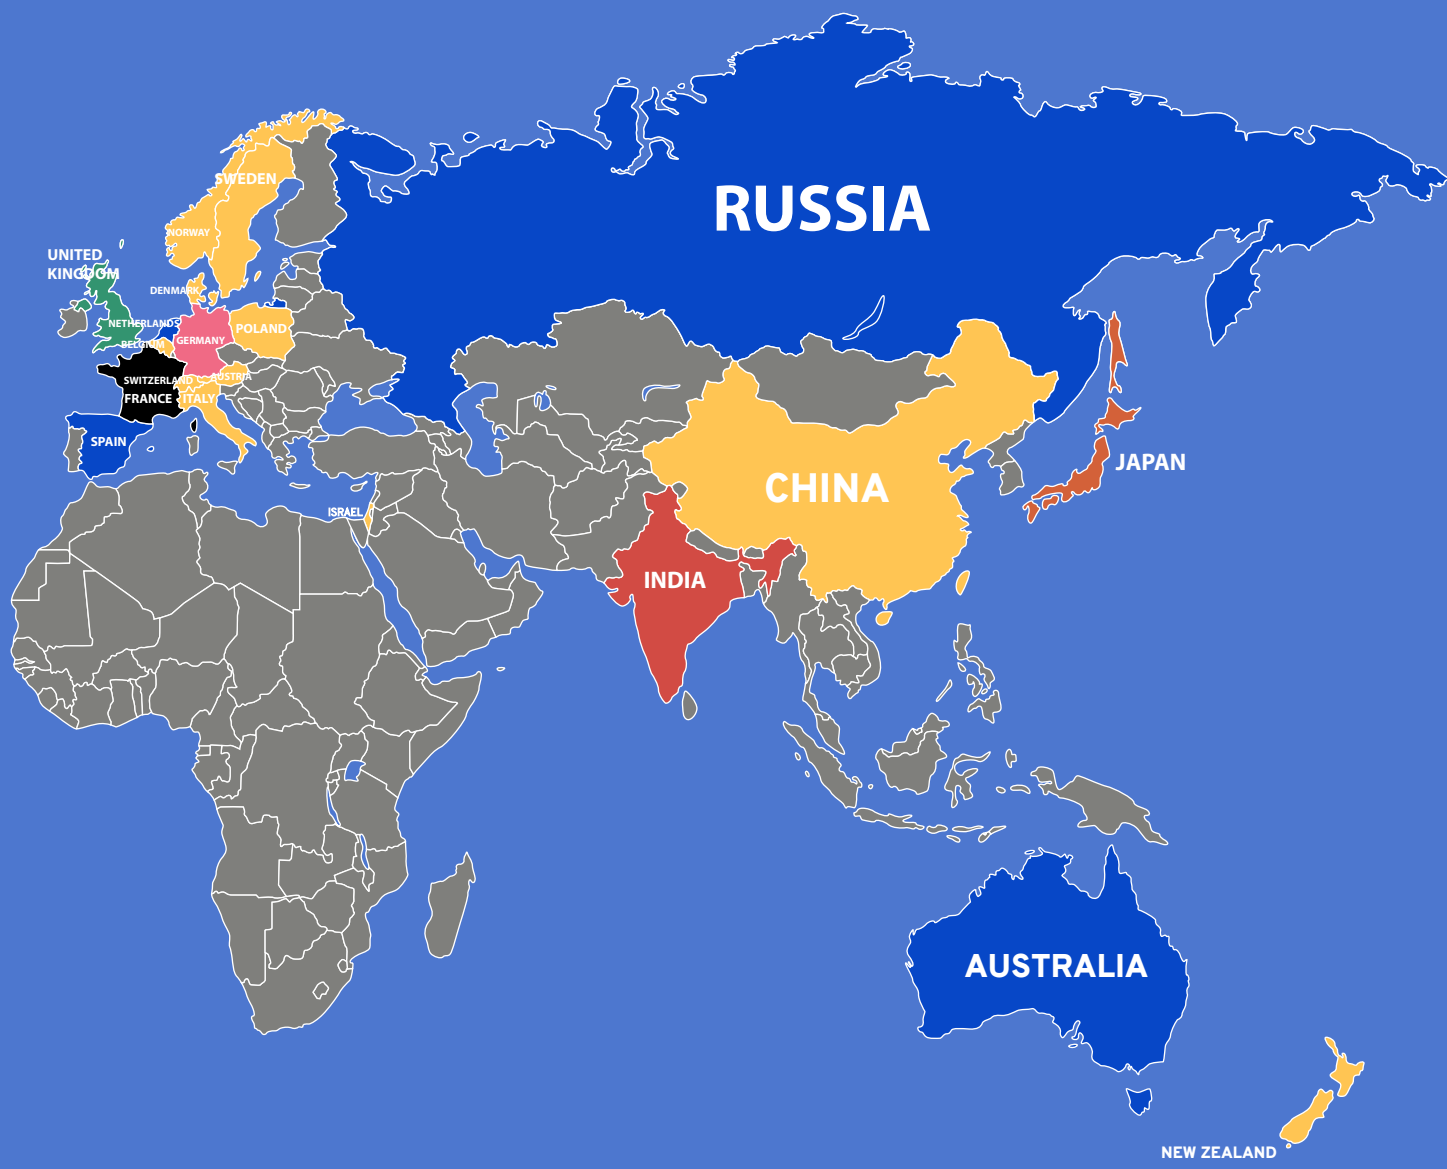 RUSSIA
SWEDEN
NORWAY
UNITED
KINGDOM
DENMARK
NETHERLANDS
POLAND
GERMANY
BELGIUM
AUSTRIA
SWITZERLAND
FRANCE
ITALY
SPAIN
JAPAN
CHINA
ISRAEL
INDIA
AUSTRALIA
NEW ZEALAND